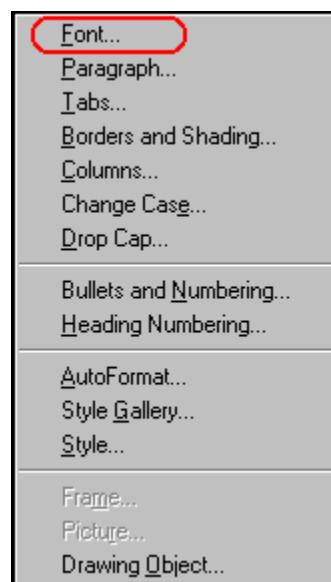 Font...
Paragraph...
Tabs...
Borders and Shading...
Columns...
Change Case...
Drop Cap...
Bullets and Numbering...
Heading Numbering...
AutoFormat...
Style Gallery...
Style...
Frame...
Picture...
Drawing Object...